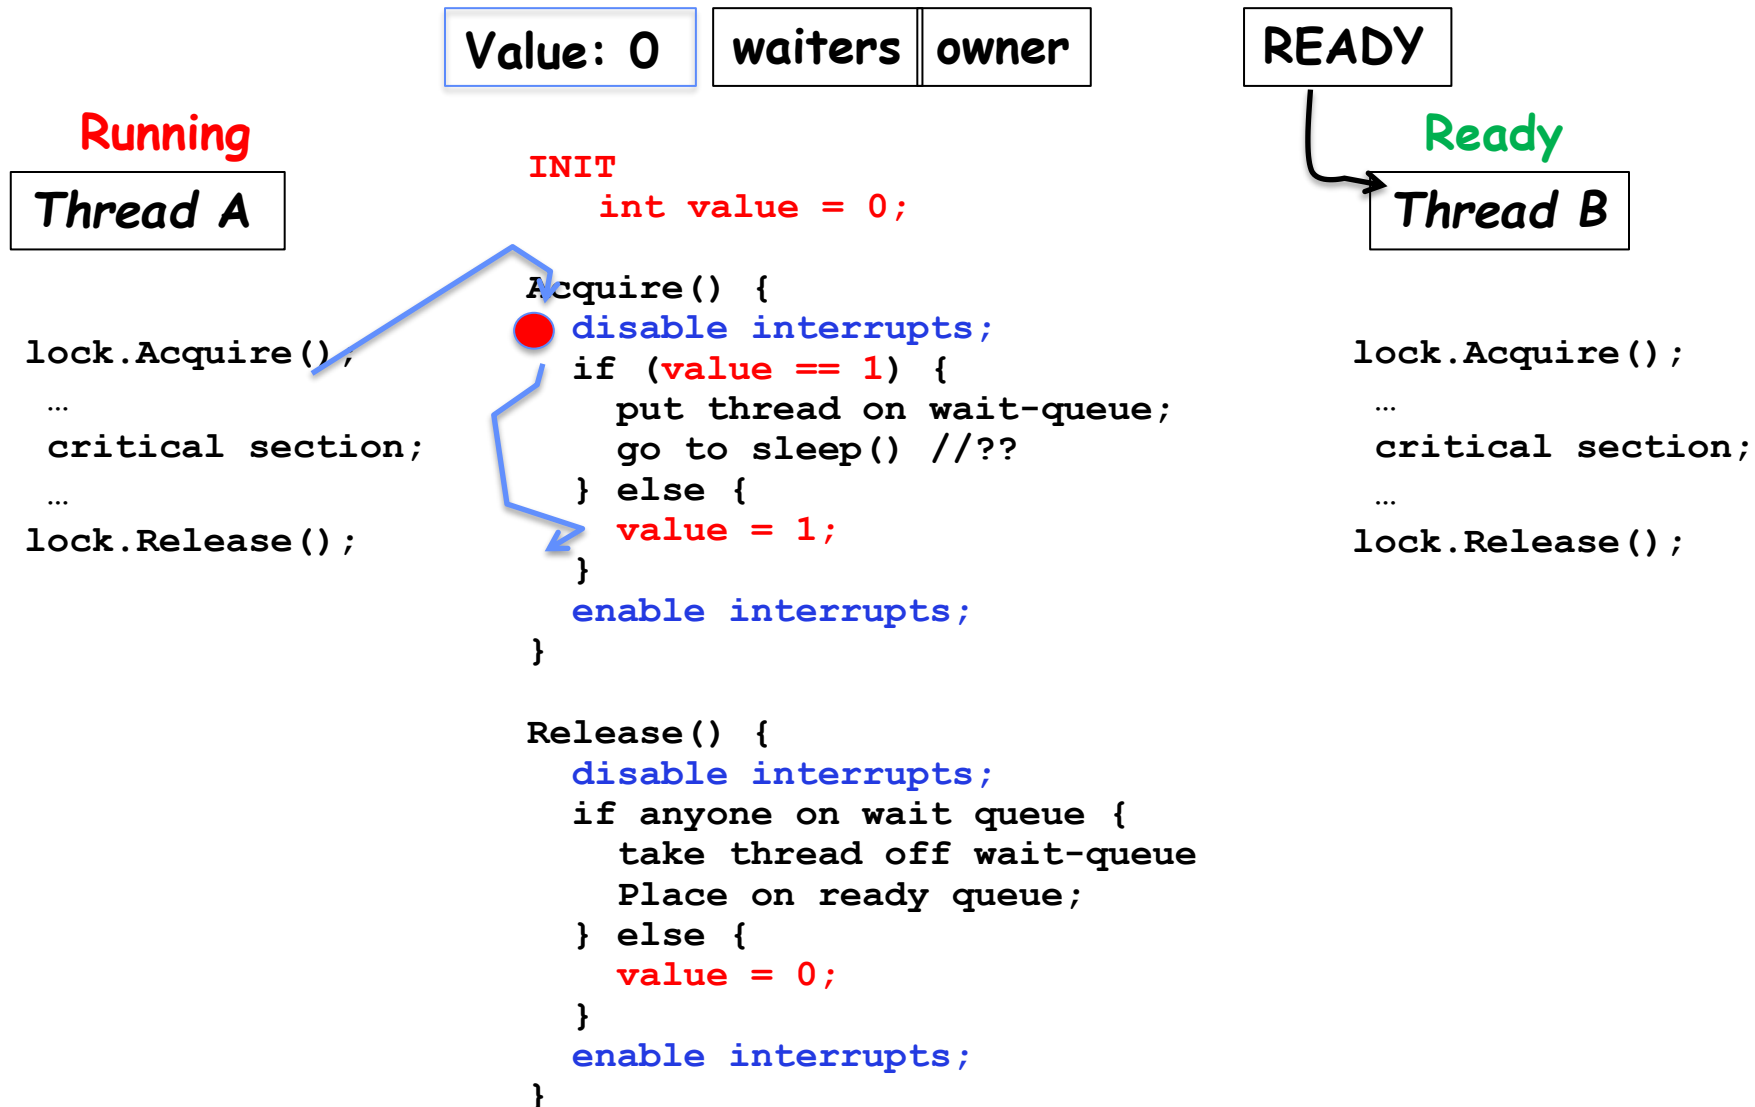 Value: 0
waiters
owner
READY
Running
Thread A
Ready
Thread B
lock.Acquire();
…
critical section;
…
lock.Release();
INIT
int value = 0;
Acquire() {
disable interrupts;
if (value == 1) {
put thread on wait-queue;
go to sleep() //??
} else {
value = 1;
}
enable interrupts;
}
Release() {
disable interrupts;
if anyone on wait queue {
take thread off wait-queue
Place on ready queue;
} else {
value = 0;
}
enable interrupts;
}
lock.Acquire();
…
critical section;
…
lock.Release();